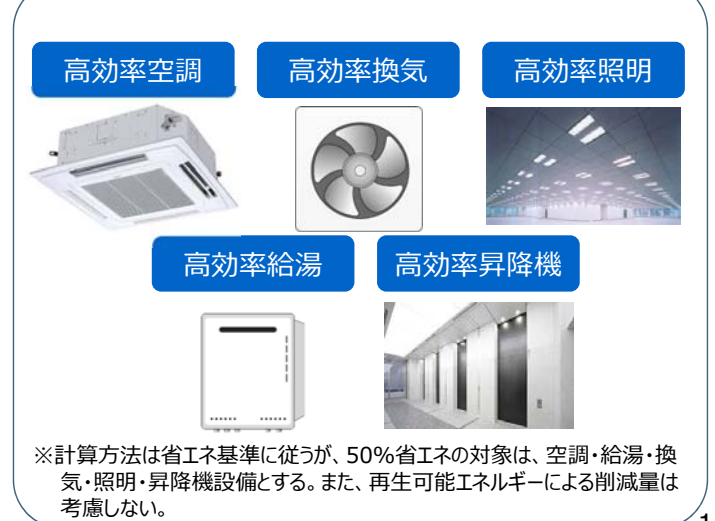 高効率空調
高効率換気
高効率照明
高効率給湯
高効率昇降機
※計算方法は省エネ基準に従うが、50%省エネの対象は、空調・給湯・換
気・照明・昇降機設備とする。また、再生可能エネルギーによる削減量は
考慮しない。
1